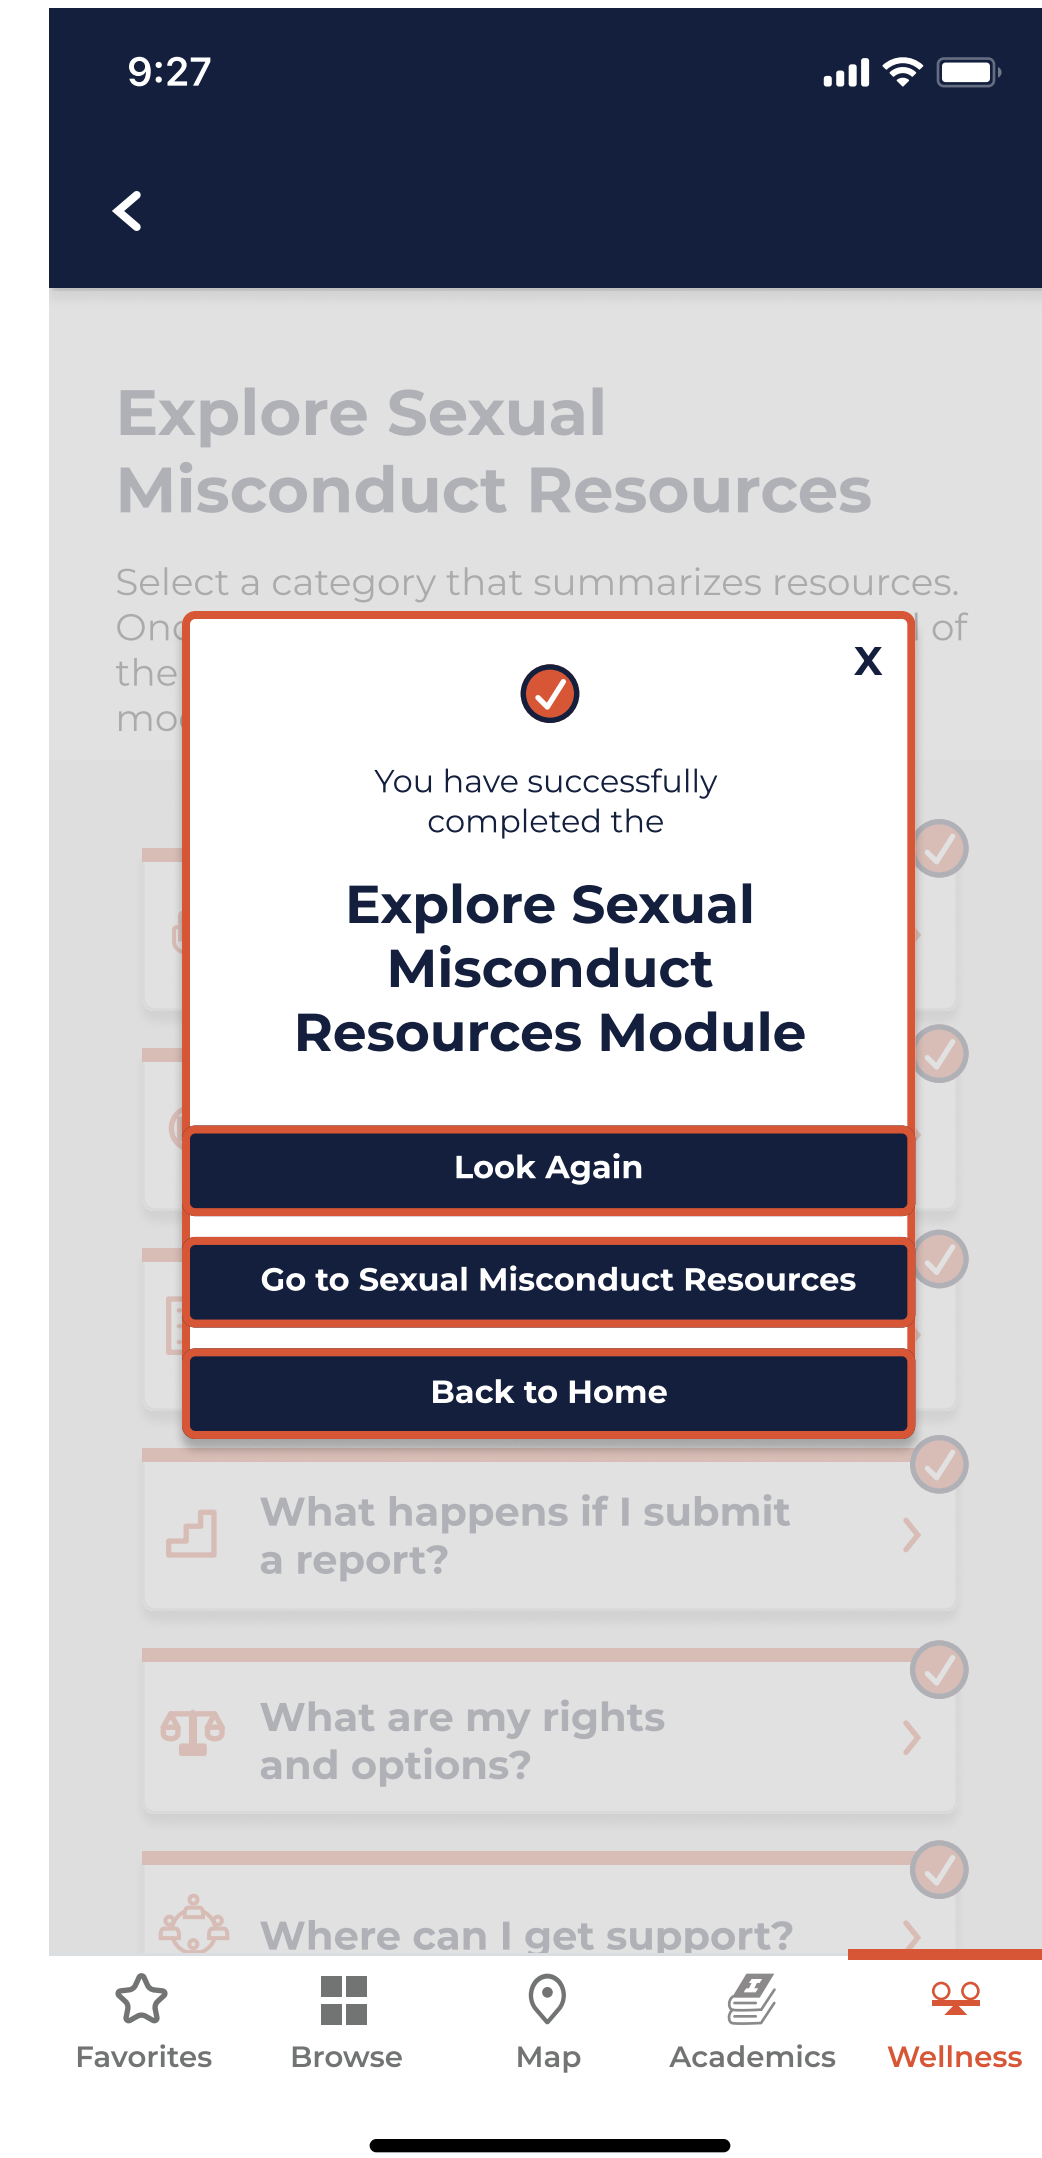 9:27
Explore Sexual
Misconduct Resources
Select a category that summarizes resources.
of
the
X
You have successfully
completed the
Explore Sexual
Misconduct
Resources Module
Look Again
Go to Sexual Misconduct Resources
Back to Home
What happens if I submit
a report?
What are my rights
and options?
Where can I get support?
Favorites
Browse
Map
Academics
Wellness